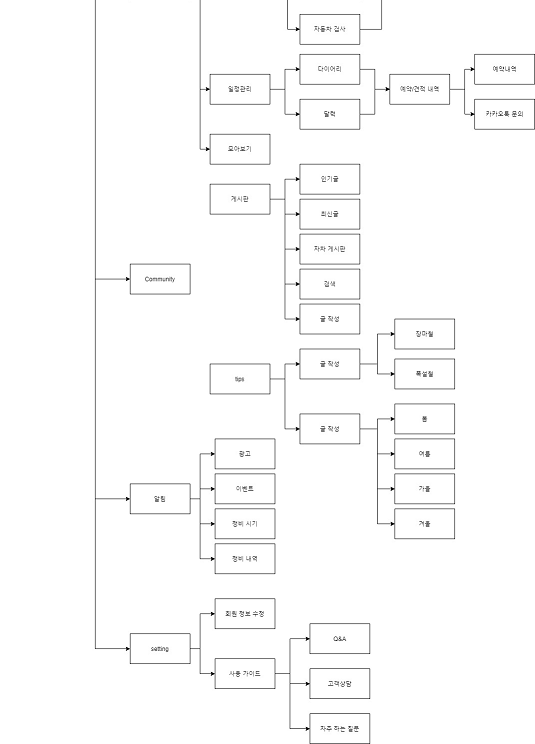 자동차 검사
다이어리
예약내역
일정관리
예약/견적 내역
달력
카카오톡 문의
모아보기
인기글
게시판
최신글
자차 게시판
Community
검색
글 작성
장마철
글 작성
tips
폭설철
봄
글 작성
광고
여름
이벤트
가을
알림
정비 시기
겨울
정비 내역
회원 정보 수정
Q&A
setting
사용 가이드
고객상담
자주 하는 질문